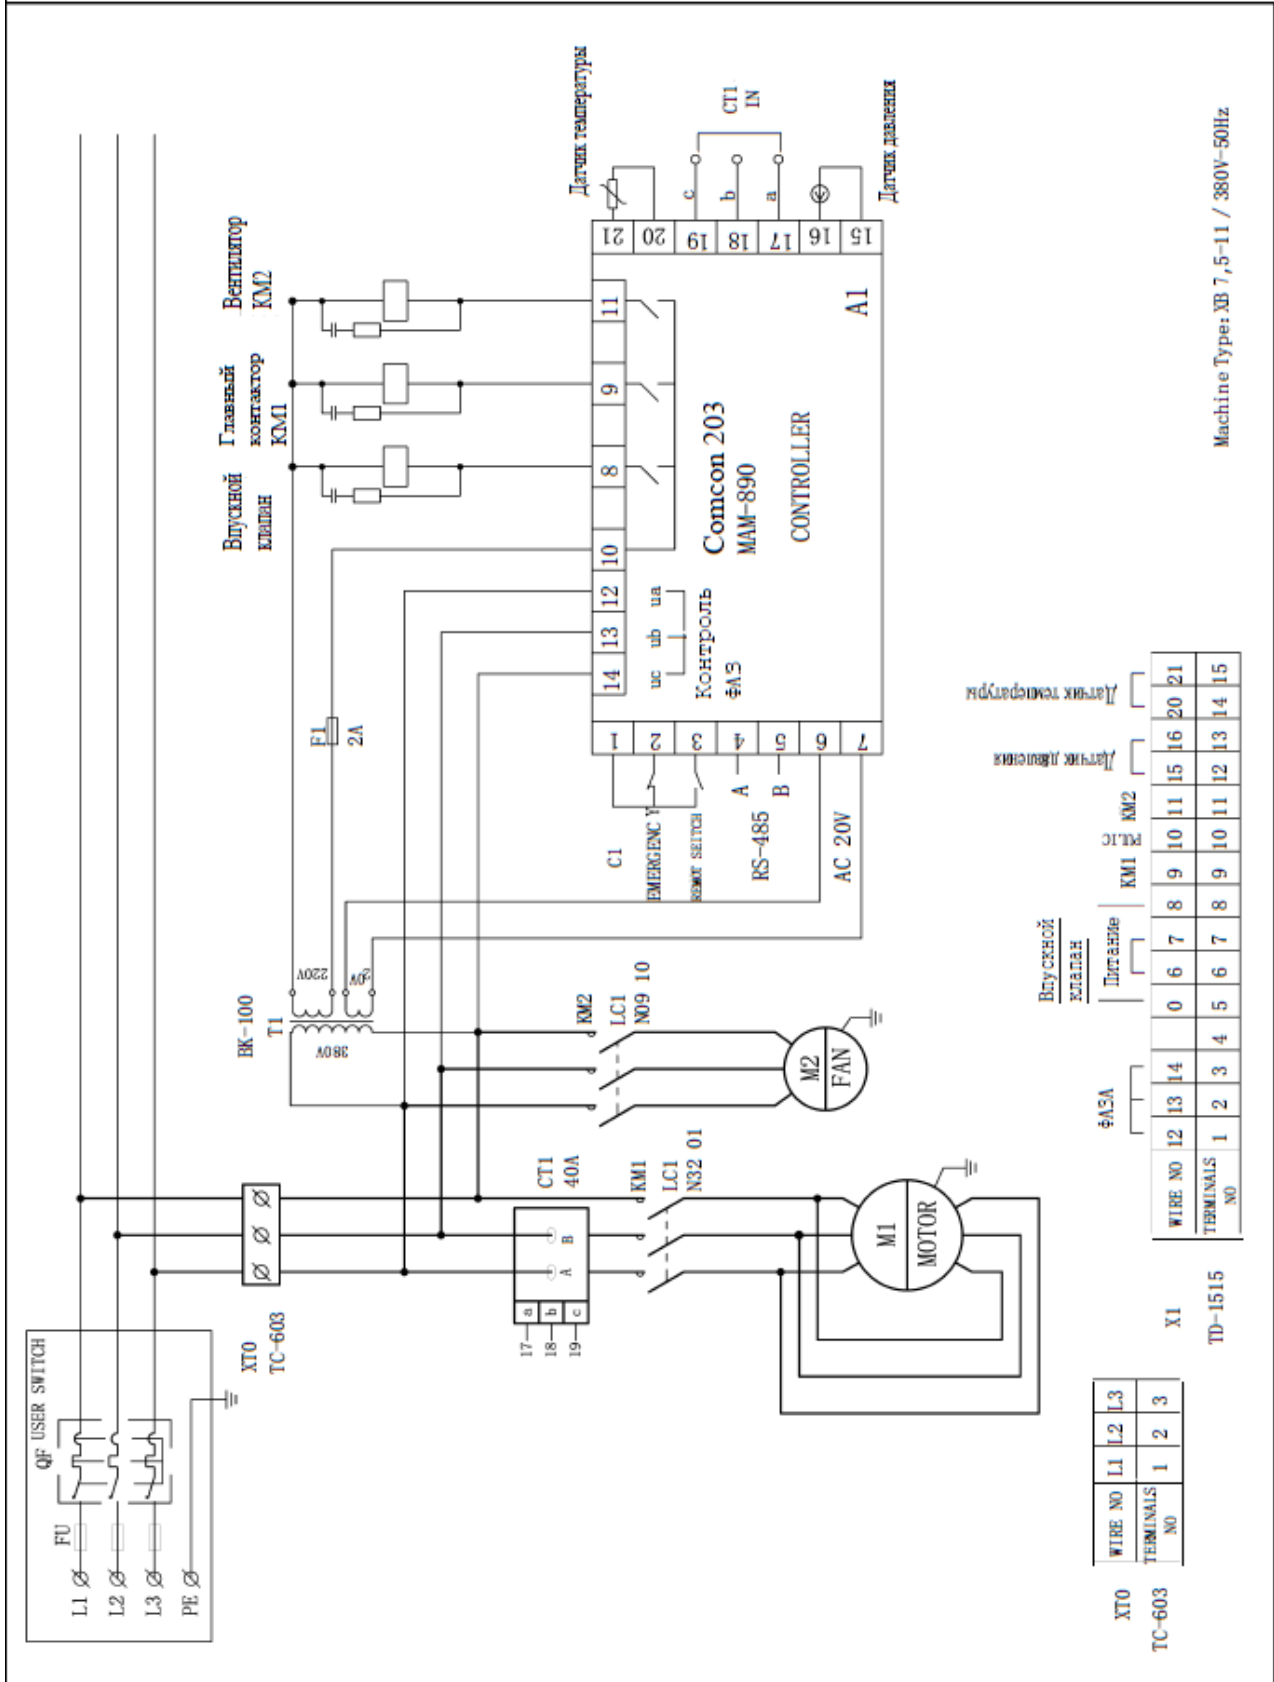 QF USER SWITCH
FU
L1
L2
L3
PE
XT0
TC-603
BK-100
T1
380V
220V
F1
2A
Впускной
клапан
Главный
контактор
КМ1
Вентилятор
КМ2
CT1
40A
17
18
19
a
b
c
A
B
KM1
LC1
N32 01
M1
MOTOR
KM2
LC1
N09 10
M2
FAN
C1
EMERGENC Y
REMOT SEITCH
A
B
RS-485
AC 20V
1
2
3
4
5
6
7
14
13
12
10
8
9
11
uc
ub
ua
Контроль
ФАЗ
Comcon 203
MAM-890
CONTROLLER
A1
21
20
19
18
17
16
15
Датчик температуры
c
b
a
CT1
IN
Датчик давления
Machine Type: XB 7,5-11 / 380V-50Hz
XT0
TC-603
WIRE NO L1 L2 L3
TERMINALS NO 1 2 3
X1
TD-1515
ФАЗА
Впускной
клапан
Питание
KM1
PUL1C
KM2
Датчик давления
Датчик температуры
WIRE NO 12 13 14 0 6 7 8 9 10 11 15 16 20 21
TERMINALS NO 1 2 3 4 5 6 7 8 9 10 11 12 13 14 15